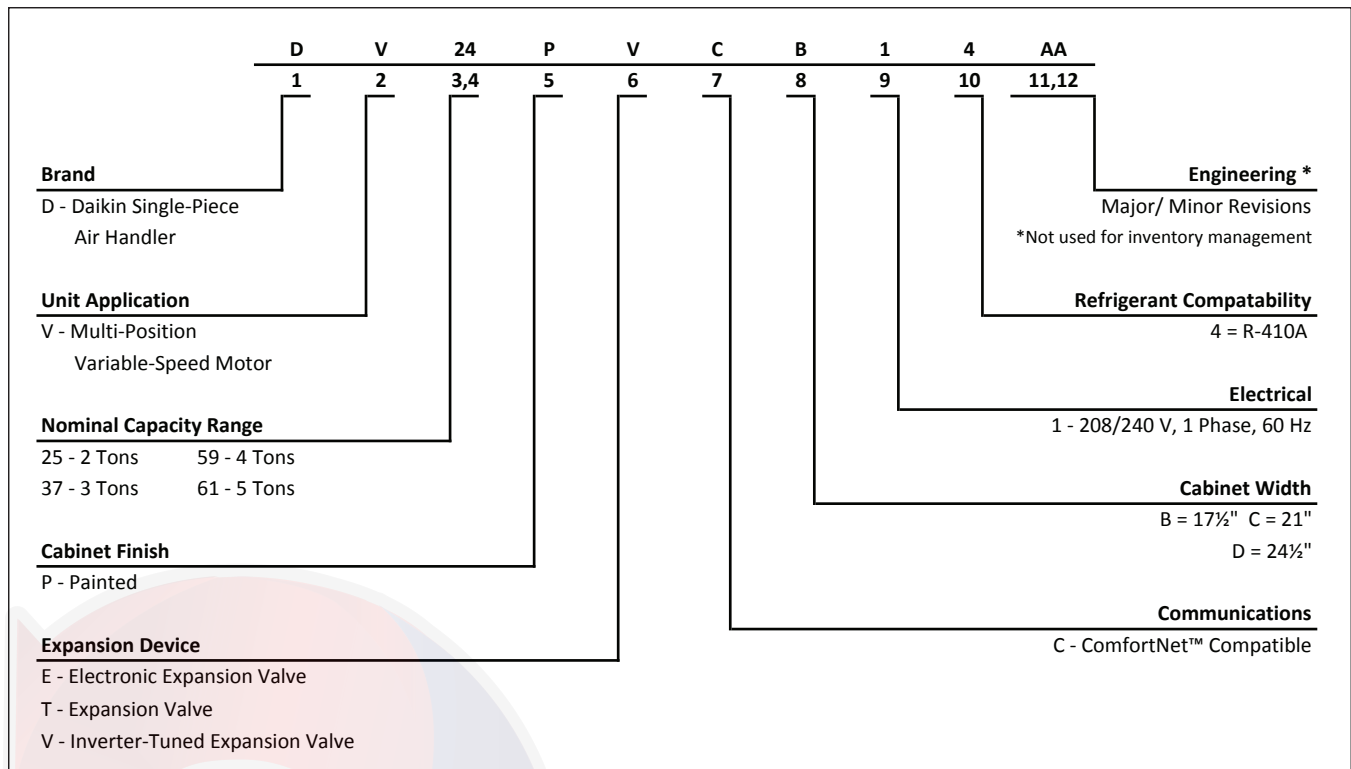 D V 24 P V C B 1 4 AA
1 2 3,4 5 6 7 8 9 10 11,12
Brand
D - Daikin Single-Piece
Air Handler
Unit Application
V - Multi-Position
Variable-Speed Motor
Nominal Capacity Range
25 - 2 Tons 59 - 4 Tons
37 - 3 Tons 61 - 5 Tons
Cabinet Finish
P - Painted
Expansion Device
E - Electronic Expansion Valve
T - Expansion Valve
V - Inverter-Tuned Expansion Valve
Engineering *
Major/ Minor Revisions
*Not used for inventory management
Refrigerant Compatability
4 = R-410A
Electrical
1 - 208/240 V, 1 Phase, 60 Hz
Cabinet Width
B = 17½" C = 21"
D = 24½"
Communications
C - ComfortNet™ Compatible